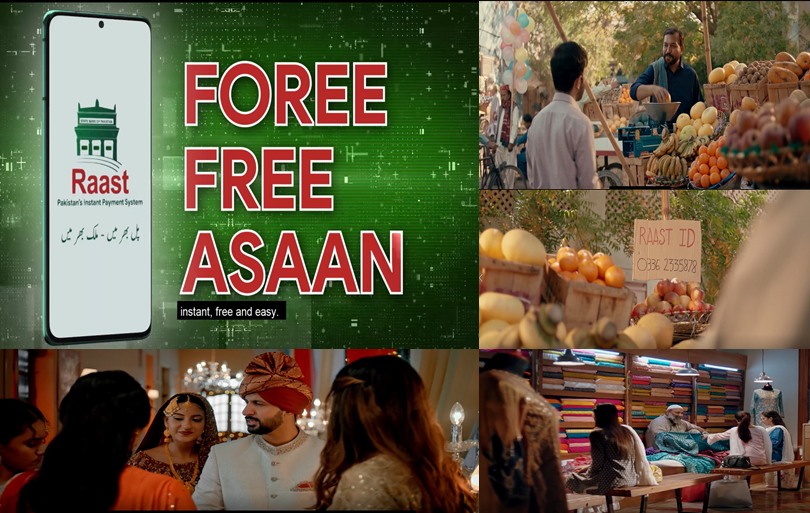 STATE BANK OF PAKISTAN
Raast
Pakistan's Instant Payment System
پل بھر میں - ملک بھر میں
FOREE
FREE
ASAAN
instant, free and easy.
RAAST ID
0336 2335878